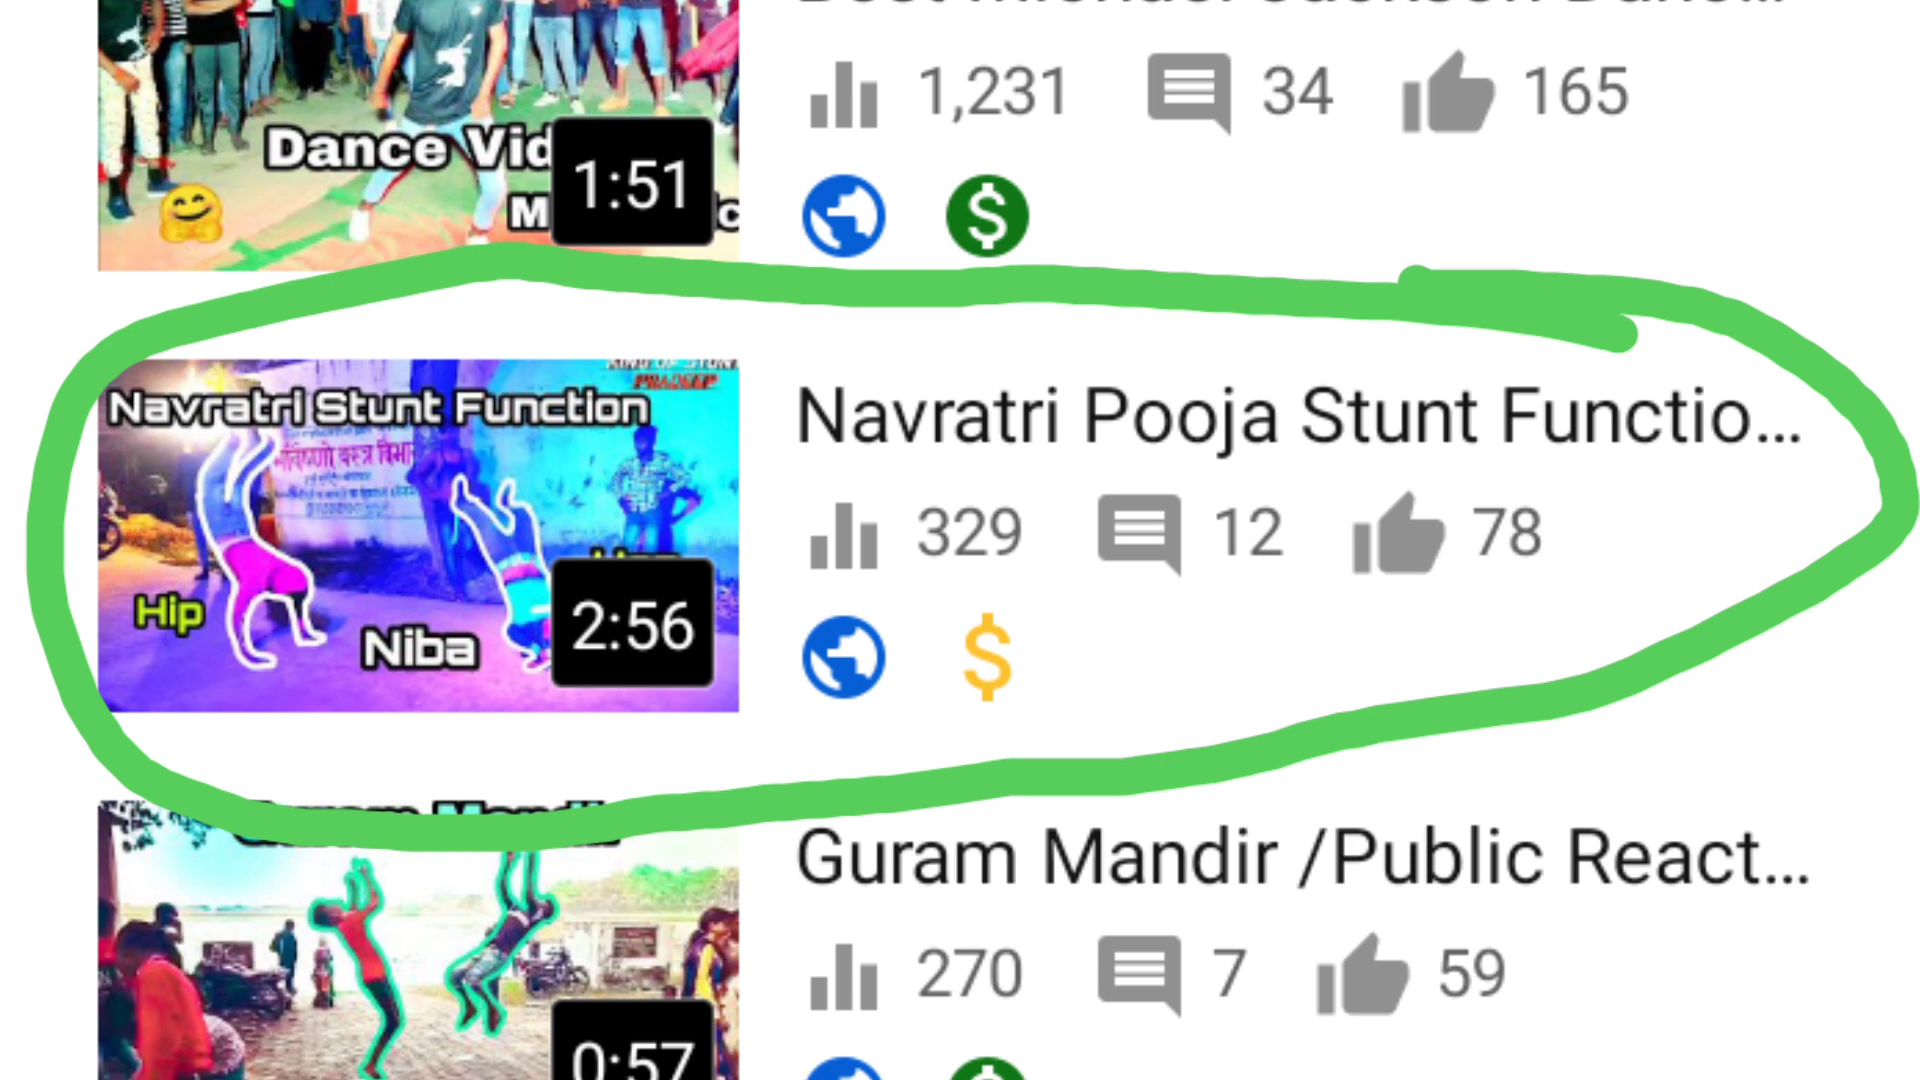 1,231 34 165
Dance Vid
1:51
M
PRADEEP
Navratri Stunt Function
Navratri Pooja Stunt Functio...
329 12 78
Hip
Niba
2:56
$
Guram Mandir /Public React...
270 7 59
0:57